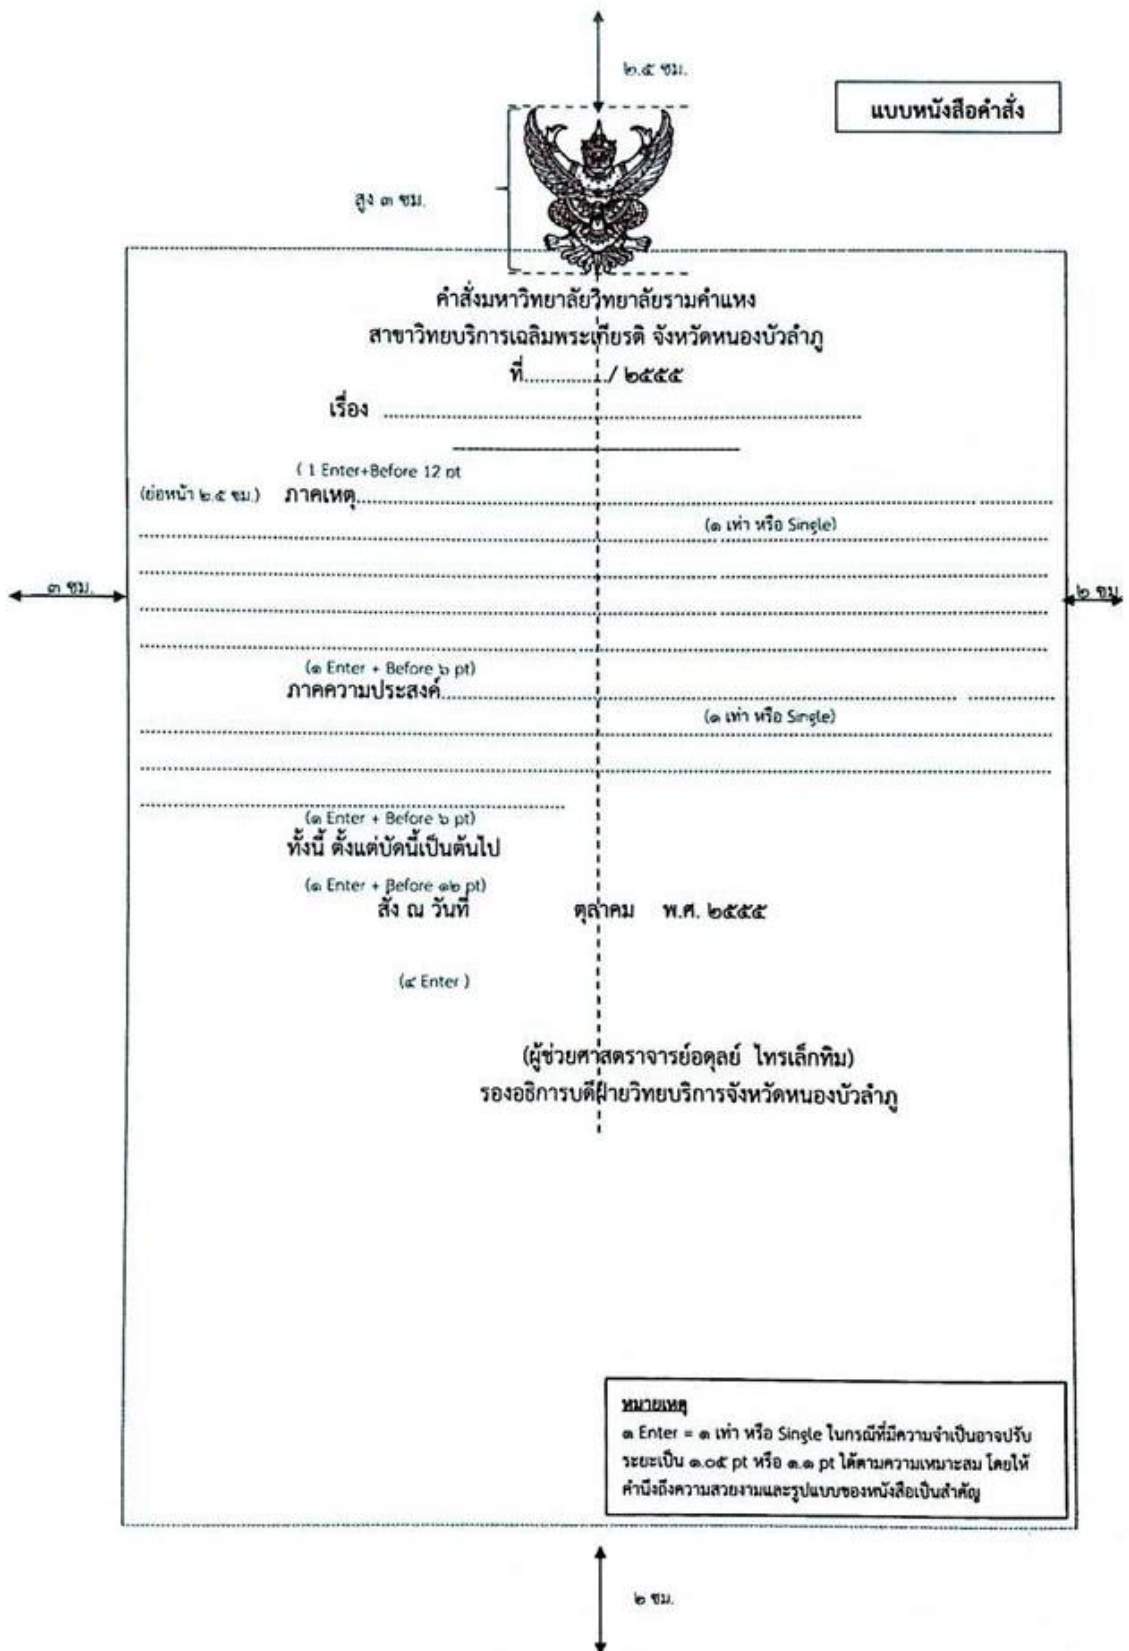 ๒.๕ ซม.
แบบหนังสือคำสั่ง
สูง ๓ ซม.
คำสั่งมหาวิทยาลัยวิทยาลัยรามคำแหง
สาขาวิทยบริการเฉลิมพระเกียรติ จังหวัดหนองบัวลำภู
ที่............../ ๒๕๕๕
เรื่อง ................................................................
( 1 Enter+Before 12 pt
(ย่อหน้า ๒.๕ ซม.) ภาคเหตุ................................................................
(๑ เท่า หรือ Single)
๓ ซม.
๒ ซม
(๑ Enter + Before ๖ pt)
ภาคความประสงค์................................................................
(๑ เท่า หรือ Single)
(๑ Enter + Before ๖ pt)
ทั้งนี้ ตั้งแต่บัดนี้เป็นต้นไป
(๑ Enter + Before ๑๒ pt)
สั่ง ณ วันที่ ตุลาคม พ.ศ. ๒๕๕๕
(๔ Enter )
(ผู้ช่วยศาสตราจารย์อดุลย์ ไทรเล็กทิม)
รองอธิการบดีฝ่ายวิทยบริการจังหวัดหนองบัวลำภู
หมายเหตุ
๑ Enter = ๑ เท่า หรือ Single ในกรณีที่มีความจำเป็นอาจปรับ
ระยะเป็น ๑.๐๕ pt หรือ ๑.๑ pt ได้ตามความเหมาะสม โดยให้
คำนึงถึงความสวยงามและรูปแบบของหนังสือเป็นสำคัญ
๒ ซม.